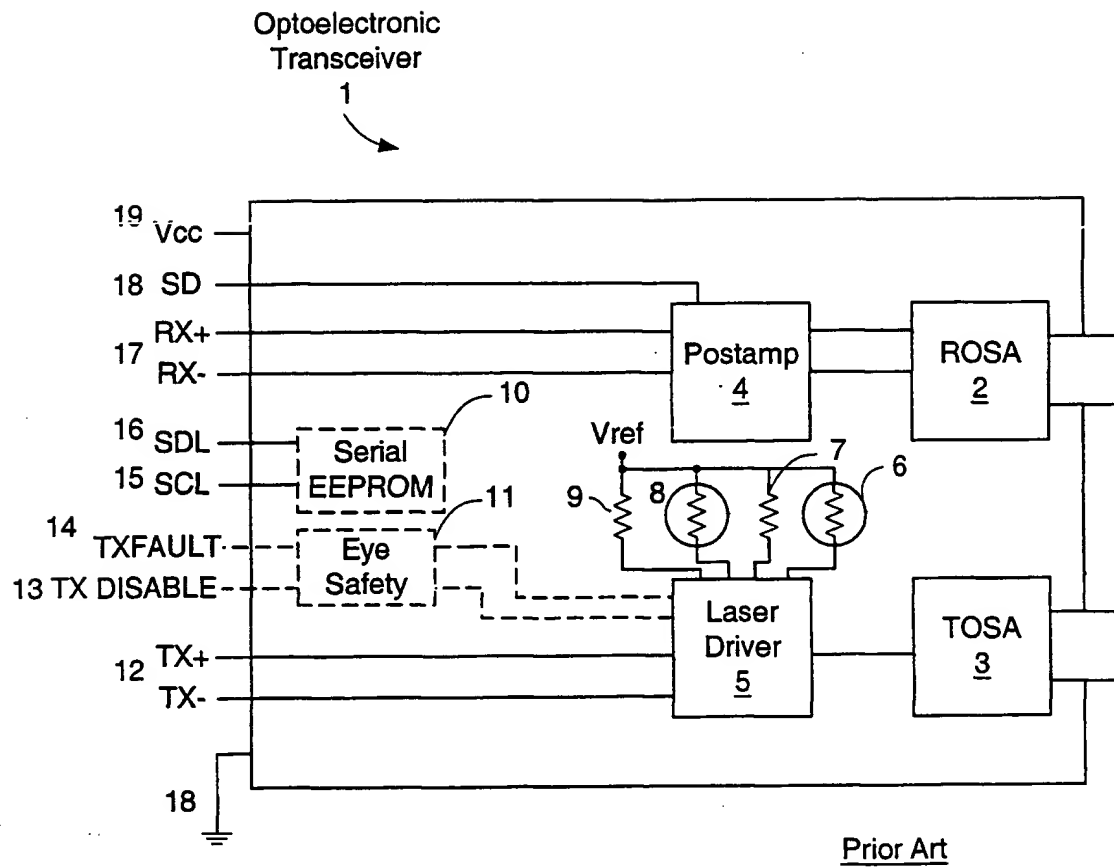 Optoelectronic
Transceiver
1
19 Vcc
18 SD
RX+
17
RX-
Postamp
4
ROSA
2
10
16 SDL
15 SCL
Serial
EEPROM
Vref
9
8
7
6
11
14
TXFAULT
13 TX DISABLE
Eye
Safety
Laser
Driver
5
TOSA
3
TX+
12
TX-
18
Prior Art